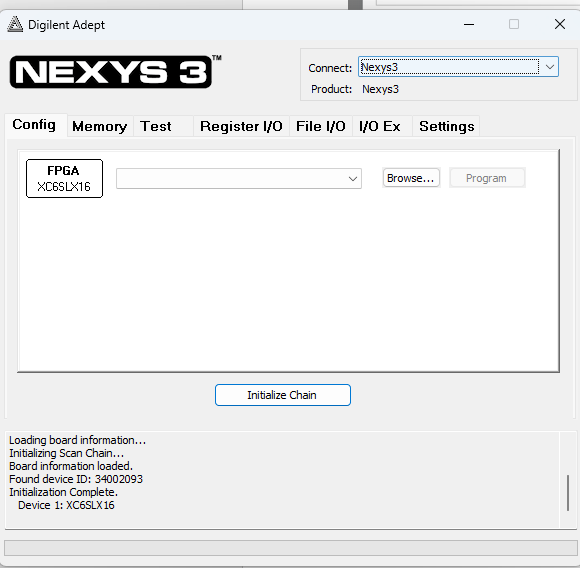 Digilent Adept
NEXYS 3™
Connect: Nexys3
Product: Nexys3
Config Memory Test Register I/O File I/O I/O Ex Settings
FPGA
XC6SLX16
Browse... Program
Initialize Chain
Loading board information...
Initializing Scan Chain...
Board information loaded.
Found device ID: 34002093
Initialization Complete.
Device 1: XC6SLX16